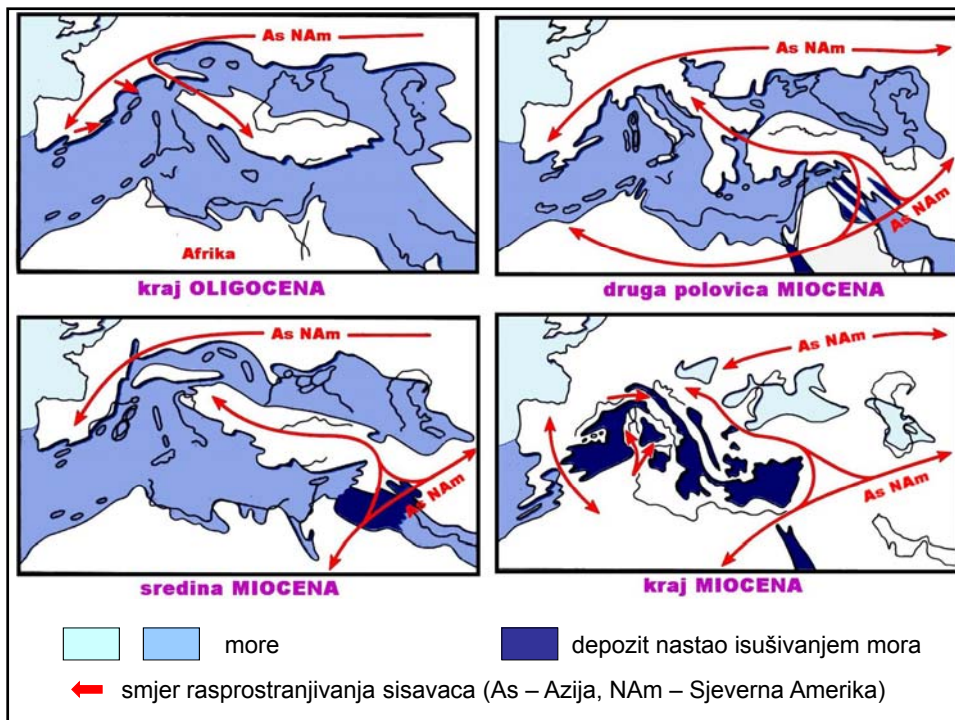 As NAm
Afrika
kraj OLIGOCENA
As NAm
As NAm
druga polovica MIOCENA
As NAm
As NAm
sredina MIOCENA
As NAm
As NAm
kraj MIOCENA
more
depozit nastao isušivanjem mora
smjer rasprostranjivanja sisavaca (As – Azija, NAm – Sjeverna Amerika)